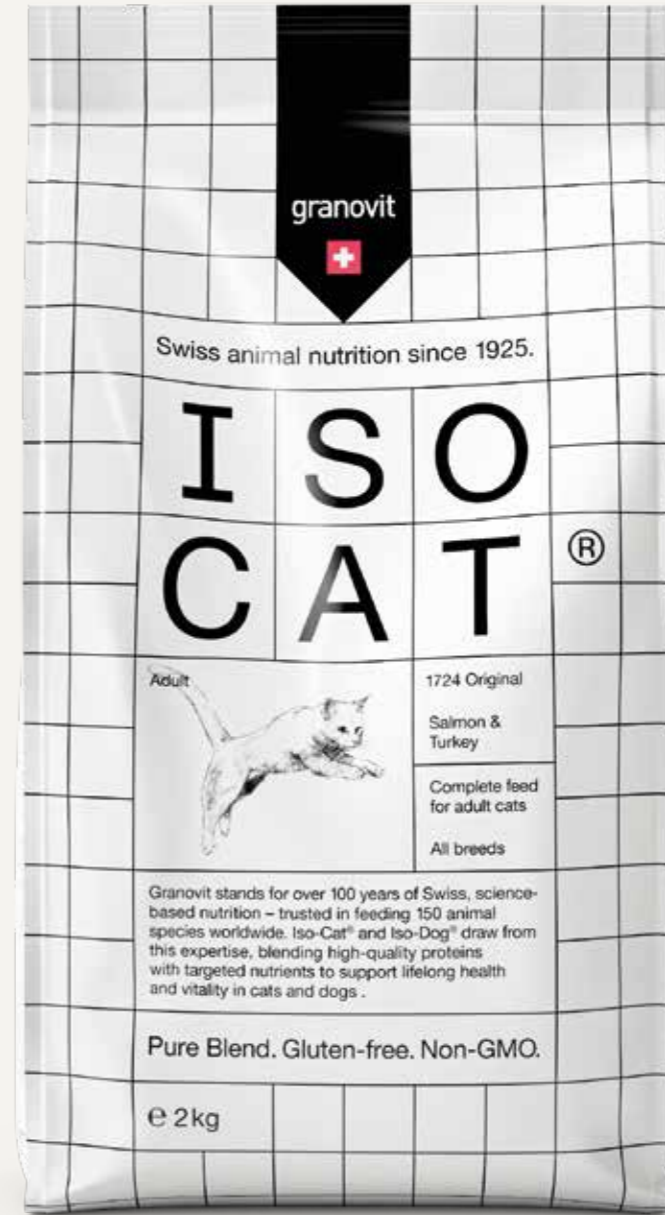 granovit
Swiss animal nutrition since 1925.
ISO
CAT®
Adult
1724 Original
Salmon &
Turkey
Complete feed
for adult cats
All breeds
Granovit stands for over 100 years of Swiss, science-
based nutrition – trusted in feeding 150 animal
species worldwide. Iso-Cat® and Iso-Dog® draw from
this expertise, blending high-quality proteins
with targeted nutrients to support lifelong health
and vitality in cats and dogs .
Pure Blend. Gluten-free. Non-GMO.
℮ 2kg